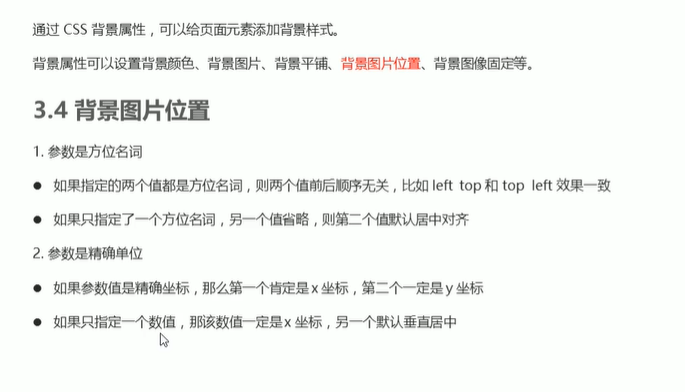 通过 CSS 背景属性，可以给页面元素添加背景样式。
背景属性可以设置背景颜色、背景图片、背景平铺、背景图片位置、背景图像固定等。
3.4 背景图片位置
1. 参数是方位名词
● 如果指定的两个值都是方位名词，则两个值前后顺序无关，比如 left top 和 top left 效果一致
● 如果只指定了一个方位名词，另一个值省略，则第二个值默认居中对齐
2. 参数是精确单位
● 如果参数值是精确坐标，那么第一个肯定是 x 坐标，第二个一定是 y 坐标
● 如果只指定一个数值，那该数值一定是 x 坐标，另一个默认垂直居中